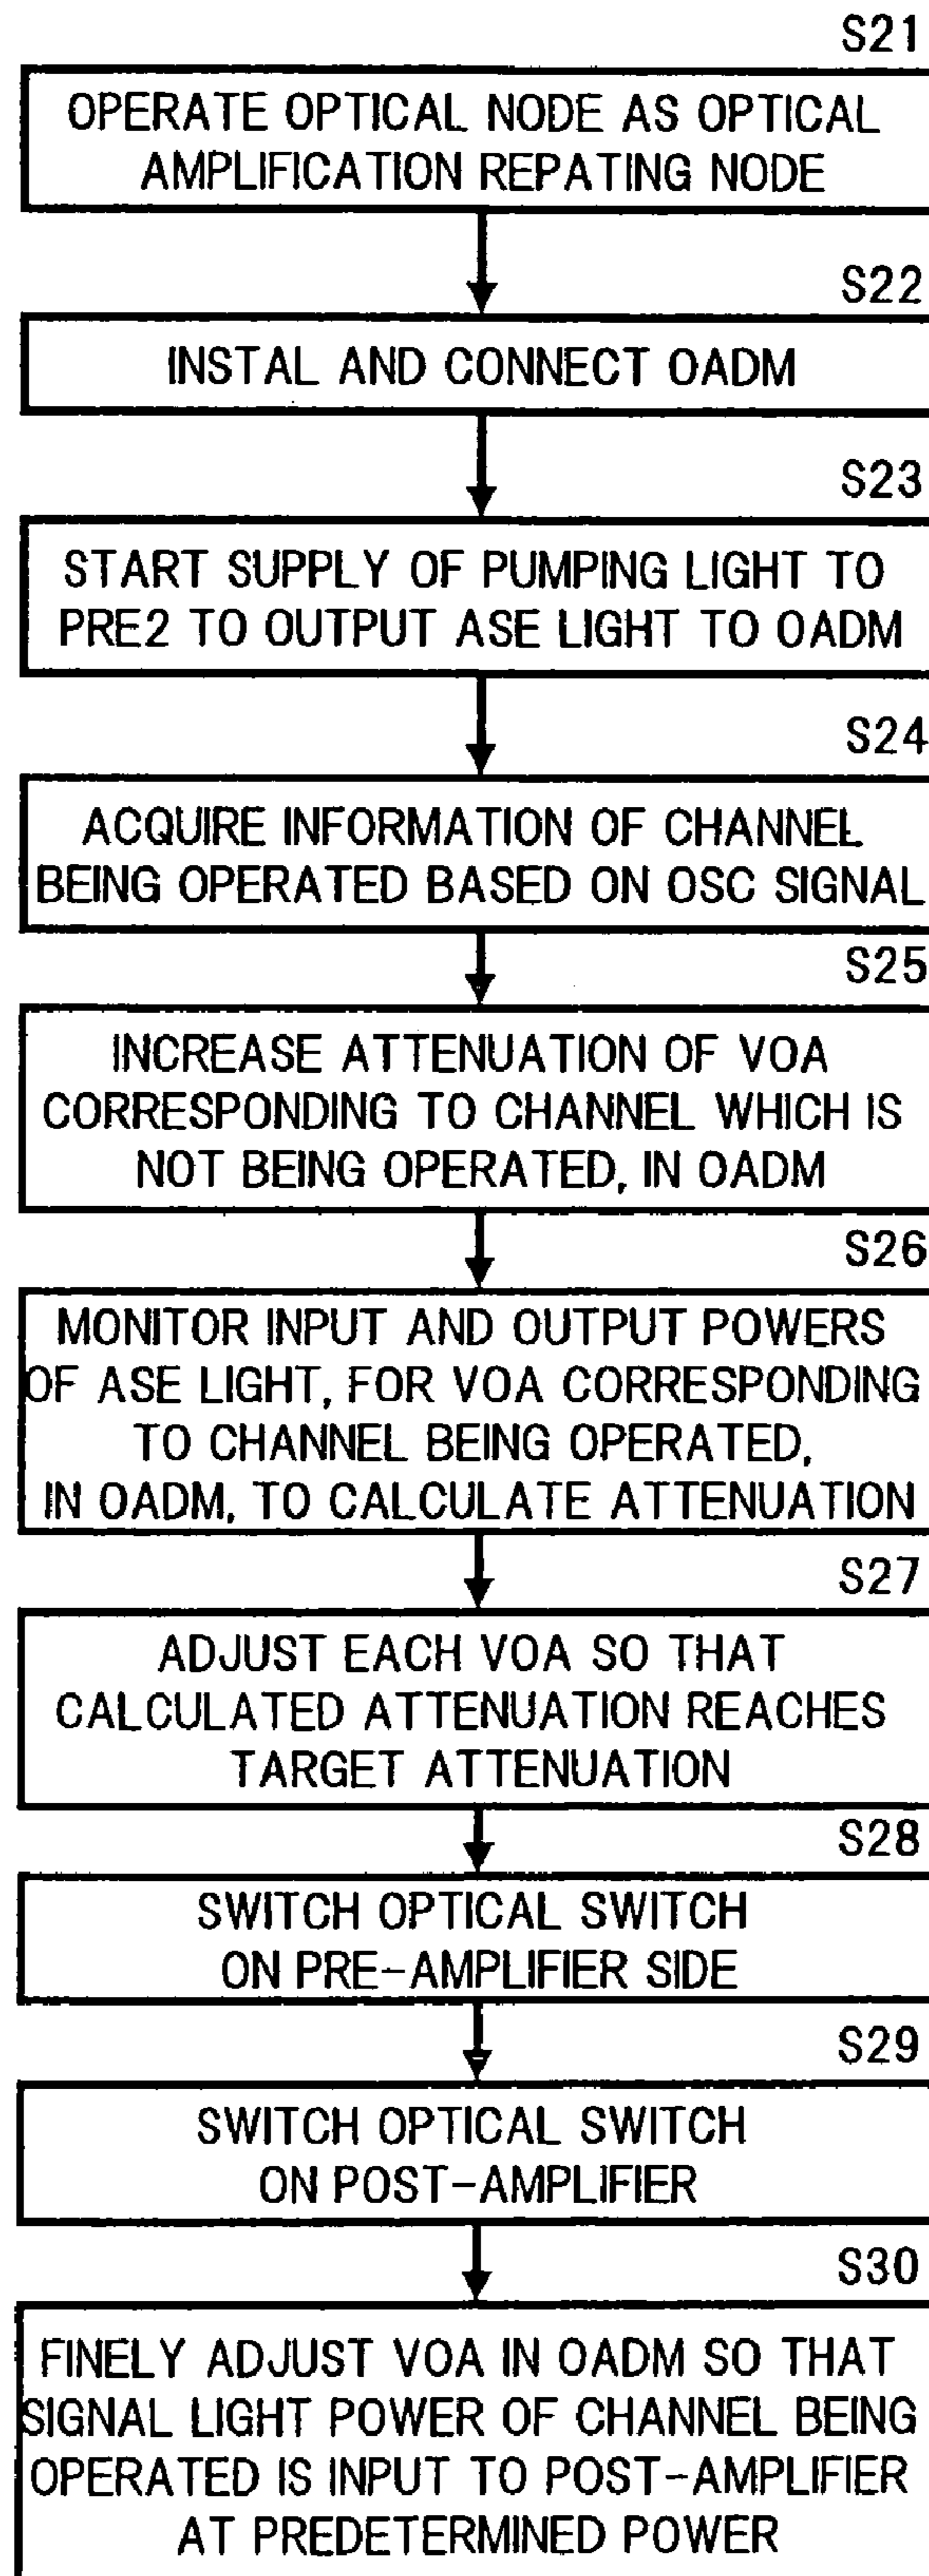 S21
OPERATE OPTICAL NODE AS OPTICAL
AMPLIFICATION REPATING NODE
S22
INSTAL AND CONNECT OADM
S23
START SUPPLY OF PUMPING LIGHT TO
PRE2 TO OUTPUT ASE LIGHT TO OADM
S24
ACQUIRE INFORMATION OF CHANNEL
BEING OPERATED BASED ON OSC SIGNAL
S25
INCREASE ATTENUATION OF VOA
CORRESPONDING TO CHANNEL WHICH IS
NOT BEING OPERATED, IN OADM
S26
MONITOR INPUT AND OUTPUT POWERS
OF ASE LIGHT, FOR VOA CORRESPONDING
TO CHANNEL BEING OPERATED,
IN OADM, TO CALCULATE ATTENUATION
S27
ADJUST EACH VOA SO THAT
CALCULATED ATTENUATION REACHES
TARGET ATTENUATION
S28
SWITCH OPTICAL SWITCH
ON PRE-AMPLIFIER SIDE
S29
SWITCH OPTICAL SWITCH
ON POST-AMPLIFIER
S30
FINELY ADJUST VOA IN OADM SO THAT
SIGNAL LIGHT POWER OF CHANNEL BEING
OPERATED IS INPUT TO POST-AMPLIFIER
AT PREDETERMINED POWER